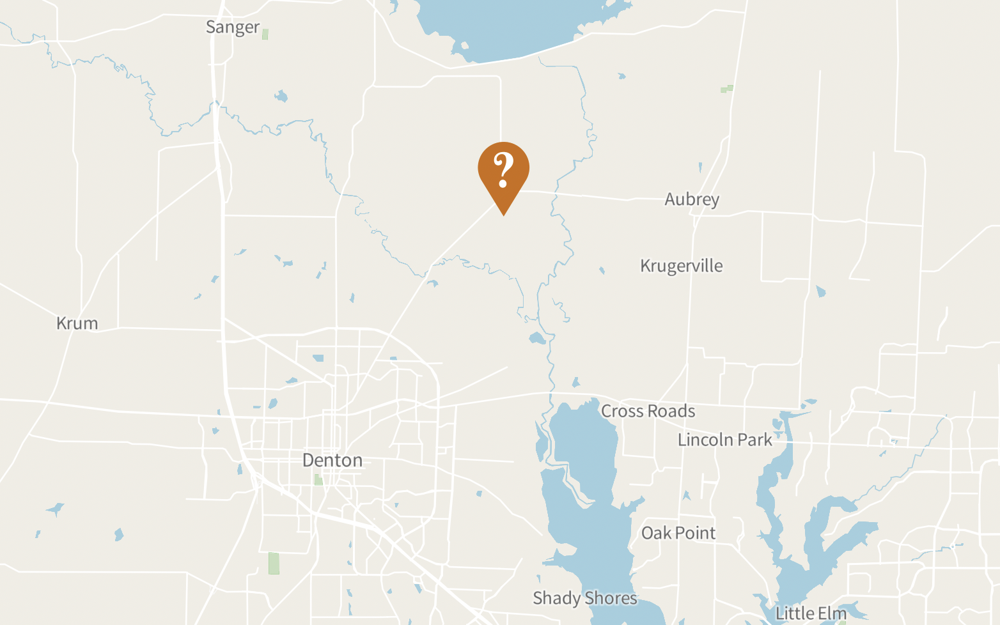 Sanger
?
Aubrey
Krugerville
Krum
Cross Roads
Lincoln Park
Denton
Oak Point
Shady Shores
Little Elm